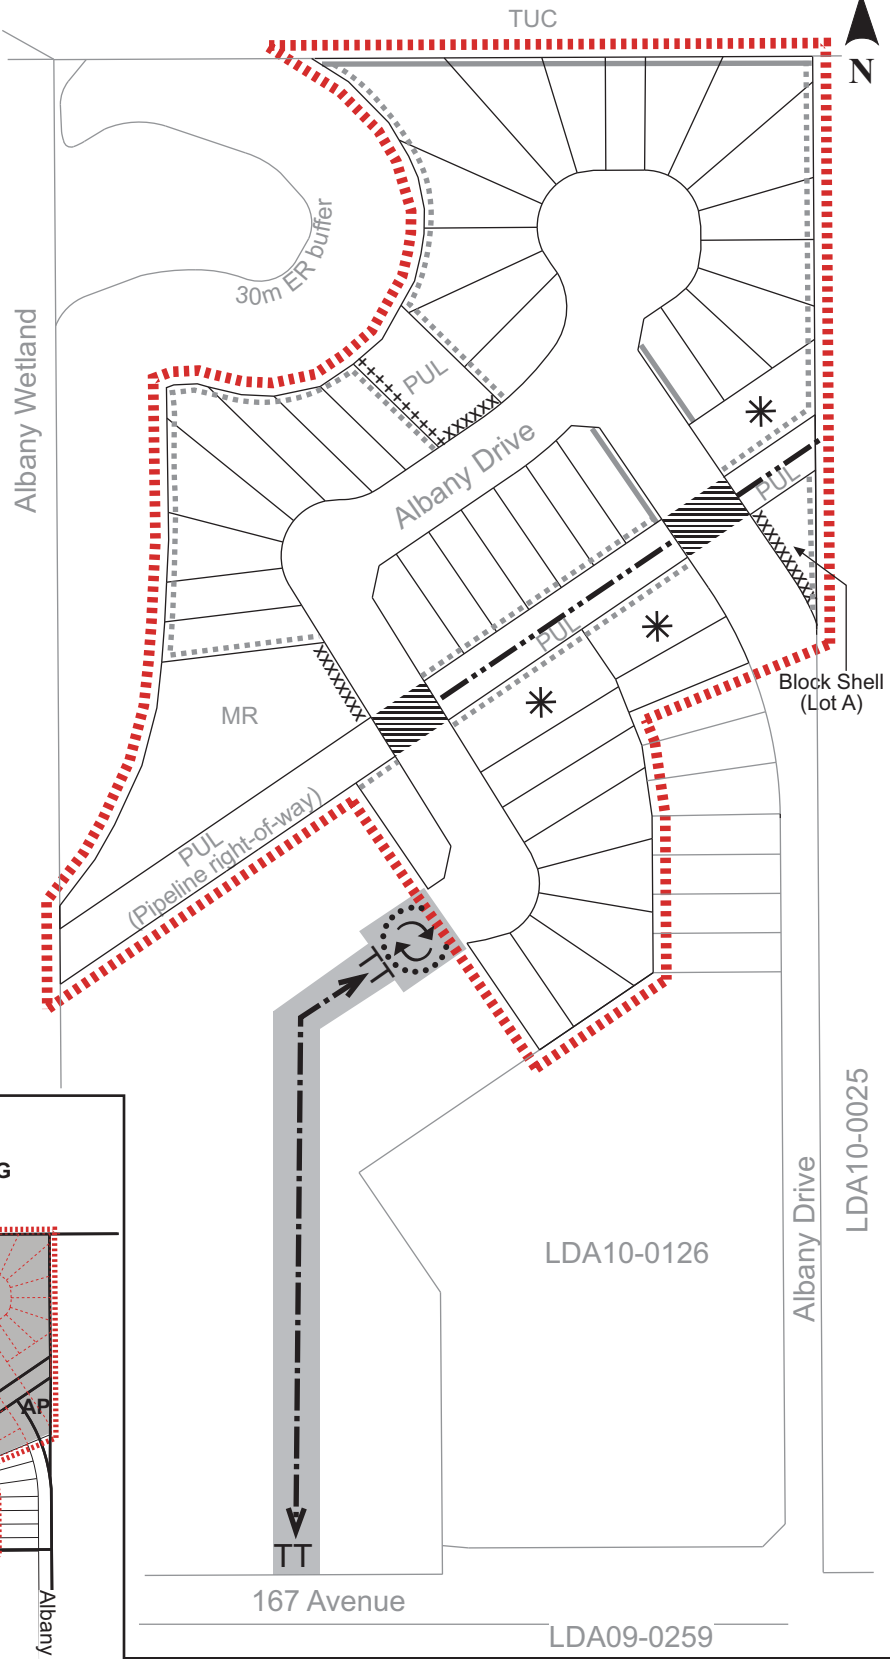 TUC
N
30m ER buffer
Albany Wetland
PUL
Albany Drive
PUL
PUL
Block Shell
(Lot A)
MR
PUL
(Pipeline right-of-way)
LDA10-0025
Albany Drive
LDA10-0126
G
AP
Albany
TT
167 Avenue
LDA09-0259